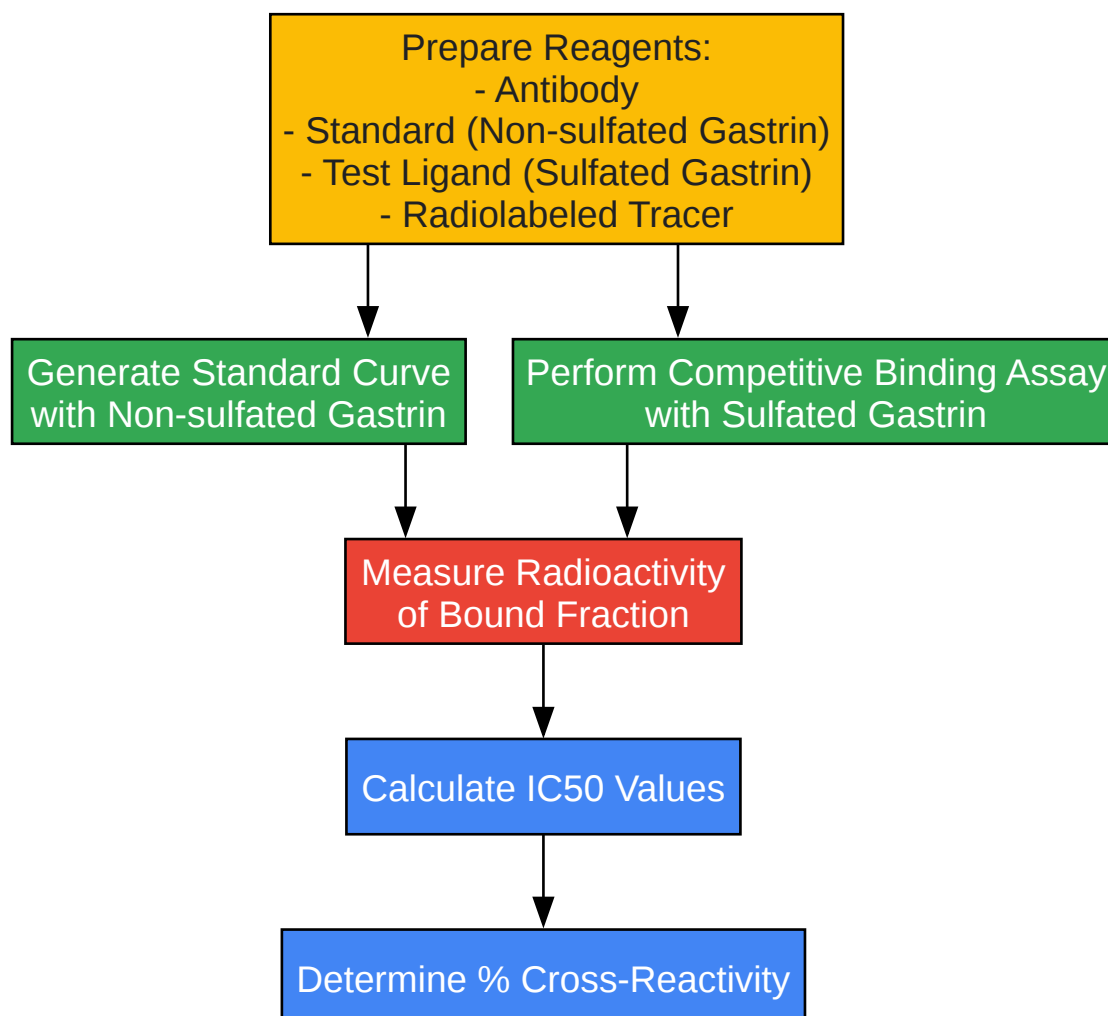 Prepare Reagents:
- Antibody
- Standard (Non-sulfated Gastrin)
- Test Ligand (Sulfated Gastrin)
- Radiolabeled Tracer
Generate Standard Curve
with Non-sulfated Gastrin
Perform Competitive Binding Assay
with Sulfated Gastrin
Measure Radioactivity
of Bound Fraction
Calculate IC50 Values
Determine % Cross-Reactivity